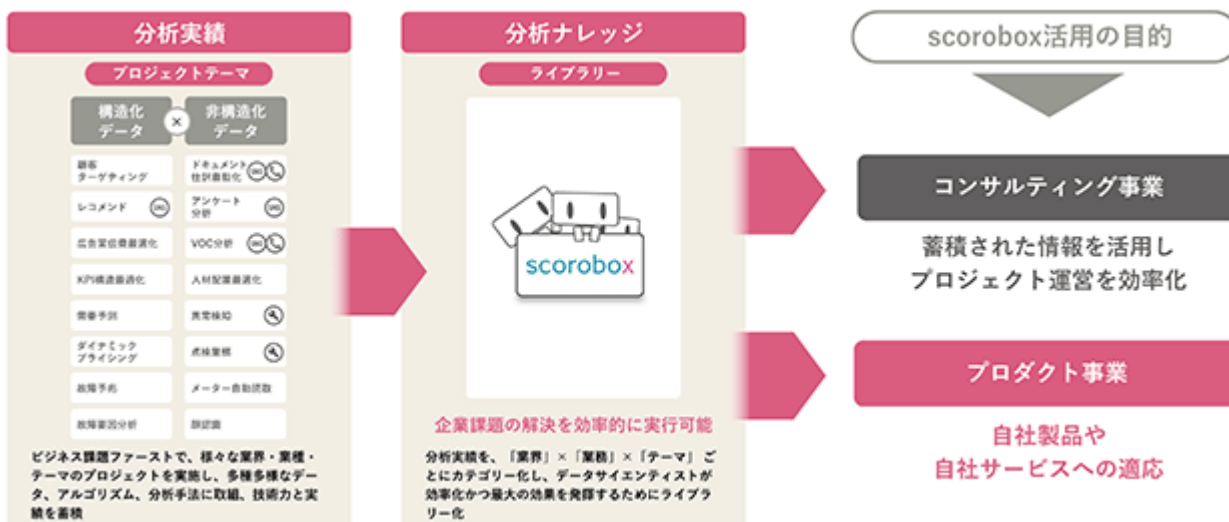 分析実績
プロジェクトテーマ
構造化
データ
×
非構造化
データ
顧客
ターゲティング
ドキュメント
仕訳自動化
レコメンド
アンケート
分析
広告宣伝費最適化
VOC分析
KPI構造最適化
人材配置最適化
需要予測
異常検知
ダイナミック
プライシング
点検業務
故障予兆
メーター自動読取
故障要因分析
顔認識
ビジネス課題ファーストで、様々な業界・業種・
テーマのプロジェクトを実施し、多種多様なデー
タ、アルゴリズム、分析手法に取組、技術力と実
績を蓄積
分析ナレッジ
ライブラリー
scorobox
企業課題の解決を効率的に実行可能
分析実績を、「業界」×「業務」×「テーマ」ご
とにカテゴリー化し、データサイエンティストが
効率化かつ最大の効果を発揮するためにライブラ
リー化
scorobox活用の目的
コンサルティング事業
蓄積された情報を活用し
プロジェクト運営を効率化
プロダクト事業
自社製品や
自社サービスへの適応